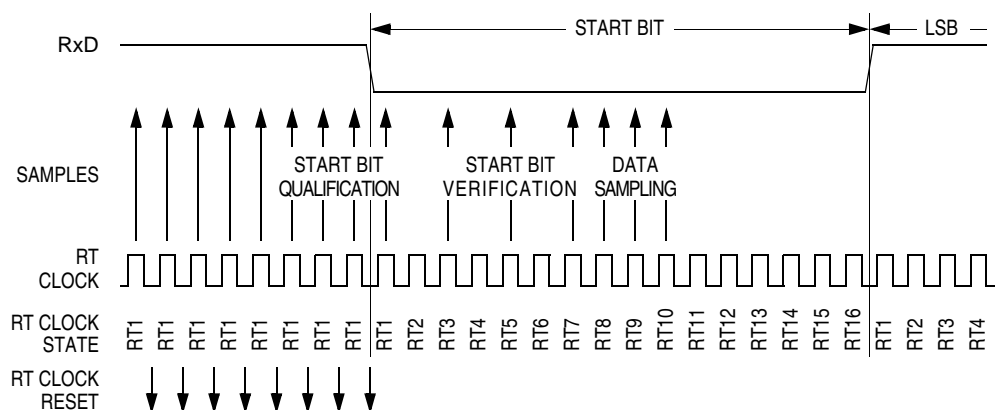 START BIT
LSB
RxD
SAMPLES
START BIT
QUALIFICATION
START BIT
VERIFICATION
DATA
SAMPLING
RT
CLOCK
RT CLOCK
STATE
RT1 RT1 RT1 RT1 RT1 RT1 RT1 RT1 RT1 RT2 RT3 RT4 RT5 RT6 RT7 RT8 RT9 RT10 RT11 RT12 RT13 RT14 RT15 RT16 RT1 RT2 RT3 RT4
RT CLOCK
RESET